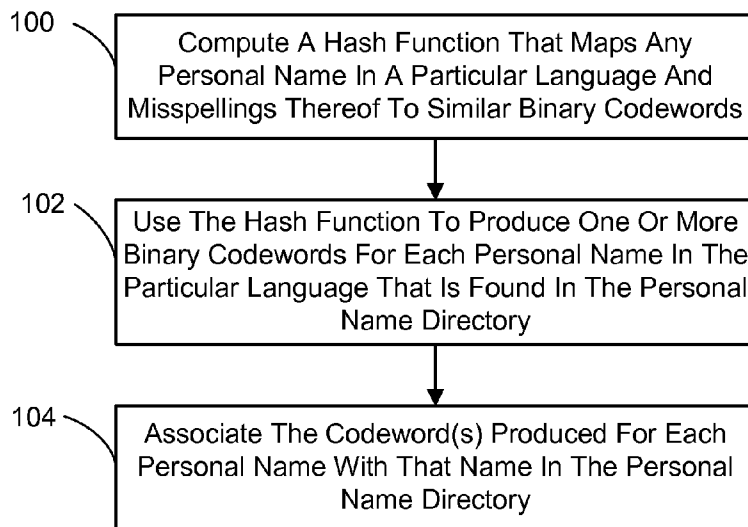 100
Compute A Hash Function That Maps Any
Personal Name In A Particular Language And
Misspellings Thereof To Similar Binary Codewords
102
Use The Hash Function To Produce One Or More
Binary Codewords For Each Personal Name In The
Particular Language That Is Found In The Personal
Name Directory
104
Associate The Codeword(s) Produced For Each
Personal Name With That Name In The Personal
Name Directory